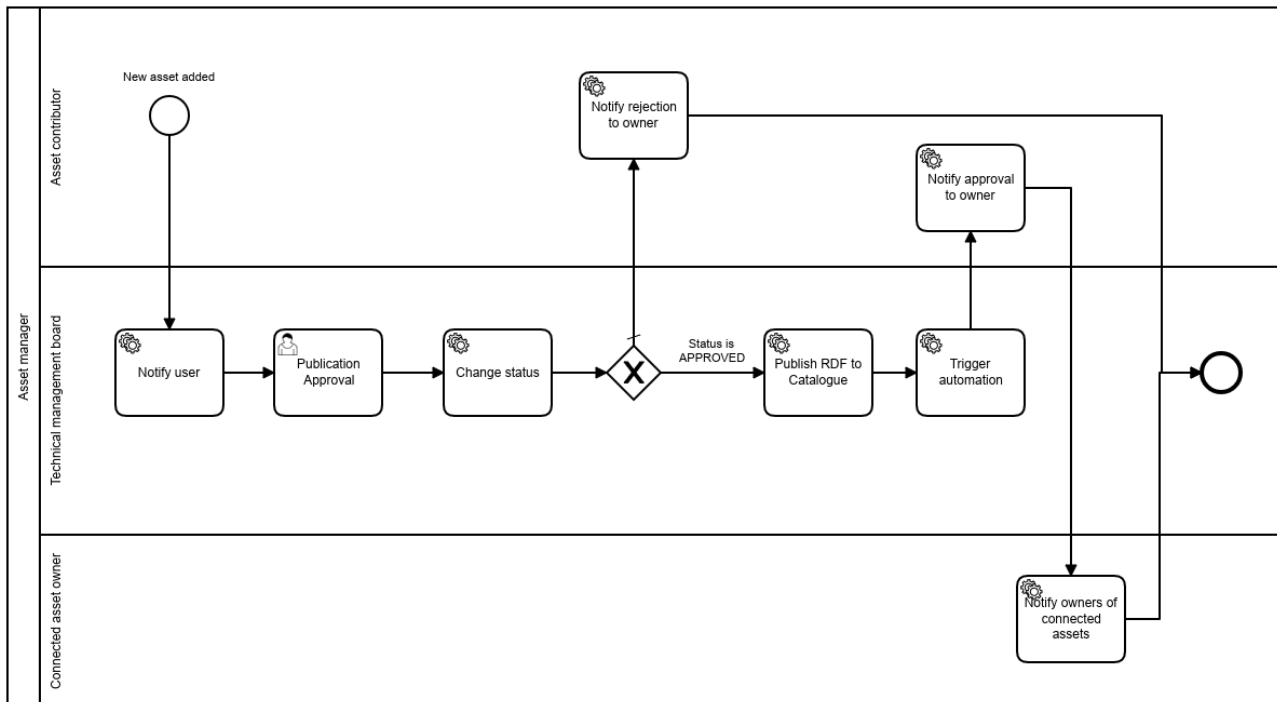 Asset manager
Asset contributor
New asset added
Notify rejection
to owner
Notify approval
to owner
Technical management board
Notify user
Publication
Approval
Change status
X
Status is
APPROVED
Publish RDF to
Catalogue
Trigger
automation
Connected asset owner
Notify owners of
connected
assets